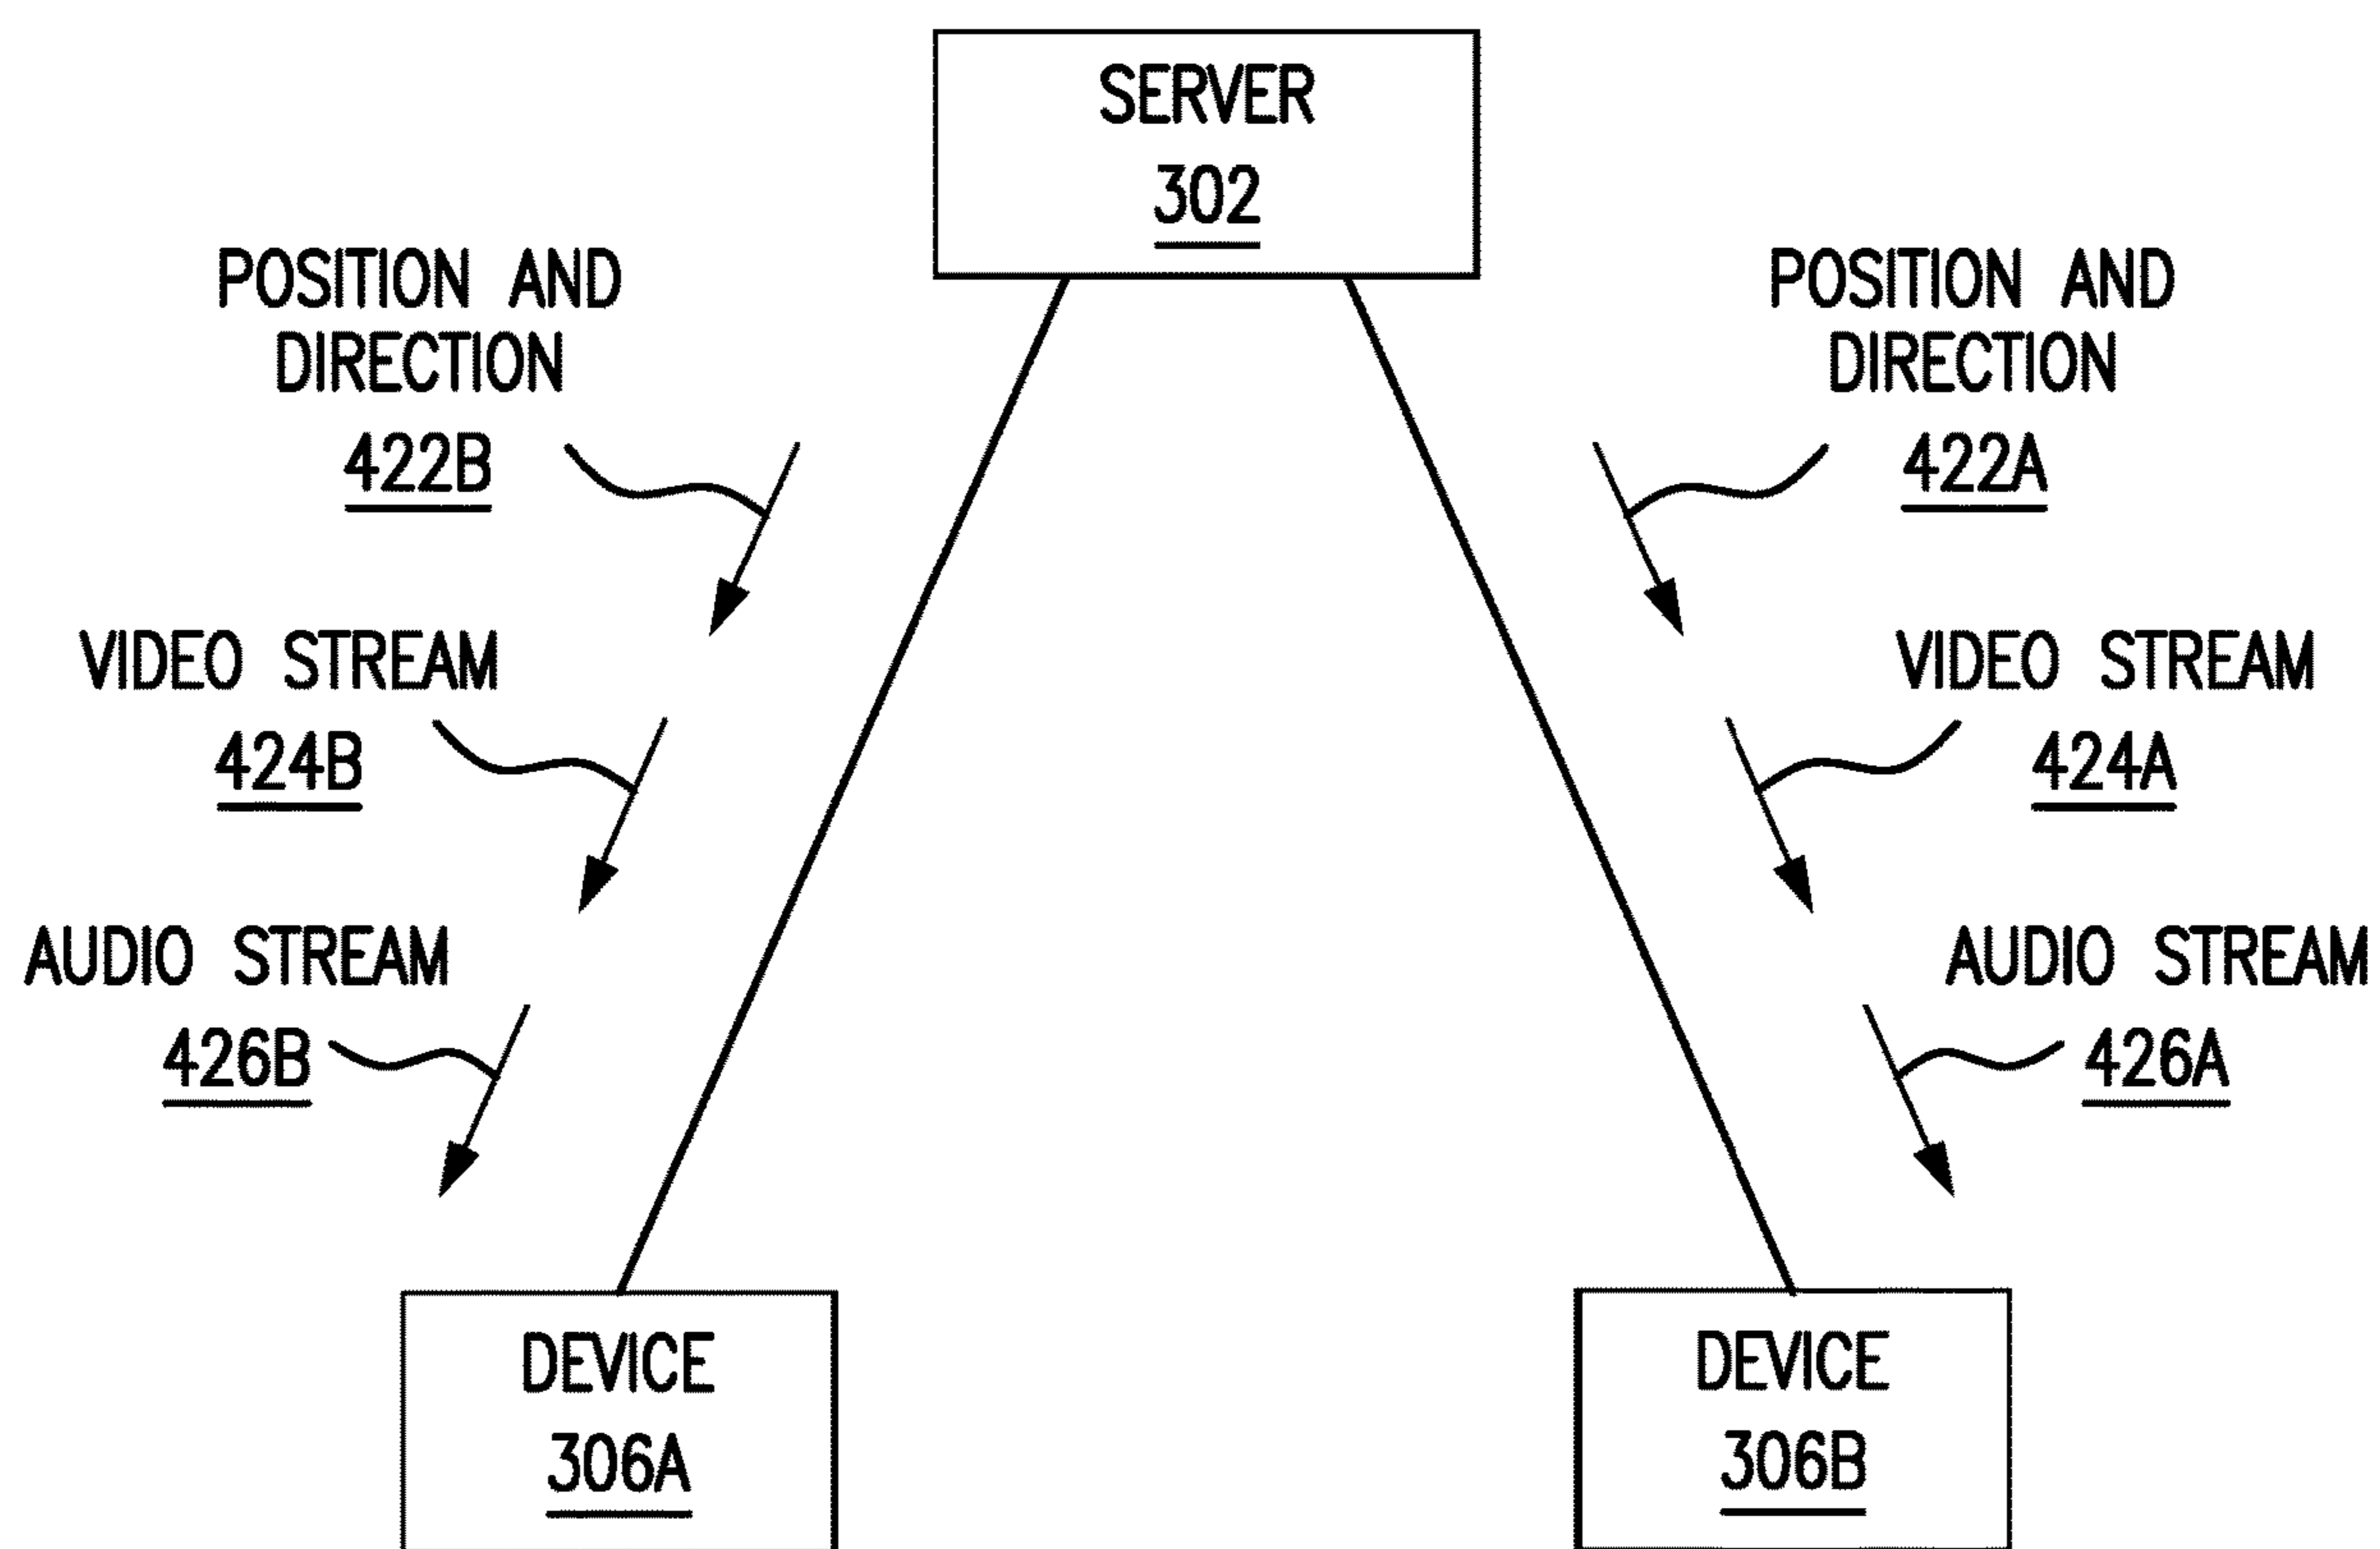 SERVER
302
POSITION AND
DIRECTION
422B
POSITION AND
DIRECTION
422A
VIDEO STREAM
424B
VIDEO STREAM
424A
AUDIO STREAM
426B
AUDIO STREAM
426A
DEVICE
306A
DEVICE
306B